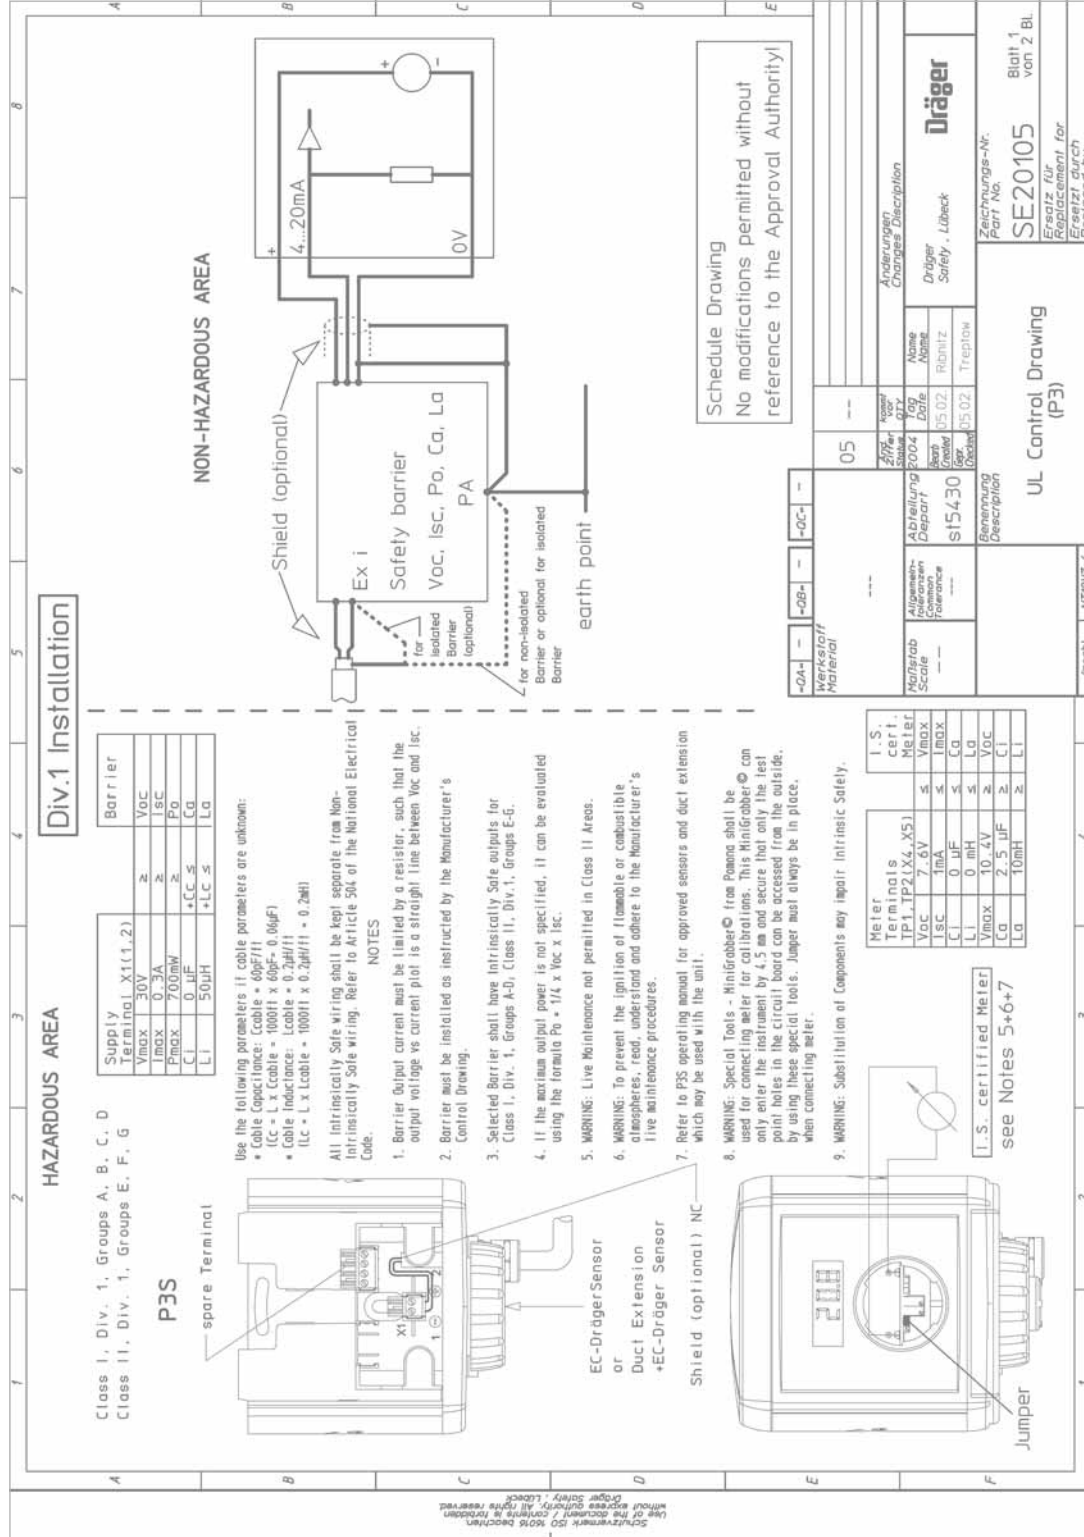 Div.1 Installation
HAZARDOUS AREA
NON-HAZARDOUS AREA
Class I, Div. 1, Groups A, B, C, D
Class II, Div. 1, Groups E, F, G
P3S
spare Terminal
X1
1
2
EC-DrägerSensor
or
Duct Extension
+EC-Dräger Sensor
Shield (optional) NC
Jumper
I.S. certified Meter
see Notes 5+6+7
Supply
Terminal X1(1,2)
Barrier
Vmax 30V ≥ Voc
Imax 0.3A ≥ Isc
Pmax 700mW ≥ Po
Ci 0 µF +Cc ≤ Ca
Li 50µH +Lc ≤ La
Use the following parameters if cable parameters are unknown:
* Cable Capacitance: Ccable = 60pF/ft
(Cc = L x Ccable = 1000ft x 60pF= 0.06µF)
* Cable Inductance: Lcable = 0.2µH/ft
(Lc = L x Lcable = 1000ft x 0.2µH/ft = 0.2mH)
All Intrinsically Safe wiring shall be kept separate from Non-
Intrinsically Safe wiring. Refer to Article 504 of the National Electrical
Code.
NOTES
1. Barrier Output current must be limited by a resistor, such that the
output voltage vs current plot is a straight line between Voc and Isc.
2. Barrier must be installed as instructed by the Manufacturer's
Control Drawing.
3. Selected Barrier shall have Intrinsically Safe outputs for
Class I, Div. 1, Groups A-D, Class II, Div.1, Groups E-G.
4. If the maximum output power is not specified, it can be evaluated
using the formula Po = 1/4 x Voc x Isc.
5. WARNING: Live Maintenance not permitted in Class II Areas.
6. WARNING: To prevent the ignition of flammable or combustible
atmospheres, read, understand and adhere to the Manufacturer's
live maintenance procedures.
7. Refer to P3S operating manual for approved sensors and duct extension
which may be used with the unit.
8. WARNING: Special Tools - MiniGrabber© from Pomona shall be
used for connecting meter for calibrations. This MiniGrabber© can
only enter the instrument by 4.5 mm and secure that only the test
point holes in the circuit board can be accessed from the outside,
by using these special tools. Jumper must always be in place,
when connecting meter.
9. WARNING: Substitution of Components may impair Intrinsic Safety.
Meter
Terminals
TP1,TP2(X4,X5)
I.S.
cert.
Meter
Voc 7.6V ≤ Vmax
Isc 1mA ≤ Imax
Ci 0 µF ≤ Ca
Li 0 mH ≤ La
Vmax 10.4V ≥ Voc
Ca 2.5 µF ≥ Ci
La 10mH ≥ Li
Shield (optional)
Ex i
Safety barrier
Voc, Isc, Po, Ca, La
PA
for
isolated
Barrier
(optional)
for non-isolated
Barrier or optional for isolated
Barrier
earth point
+
4...20mA
0V
+
-
Schedule Drawing
No modifications permitted without
reference to the Approval Authority!
=QA= - =QB= - =QC= -
Werkstoff
Material
---
05 --
Änderungen
Changes Discription
Maßstab
Scale
--
Allgemein-
toleranzen
Common
Tolerance
---
Abteilung
Depart
st5430
2004
Tag
Date
Name
Name
05.02. Ribnitz
05.02 Treptow
Dräger
Safety , Lübeck
Dräger
Benennung
Description
UL Control Drawing
(P3)
Zeichnungs-Nr.
Part No.
SE20105
Blatt 1
von 2 Bl.
Ersatz für
Replacement for
Ersetzt durch
Schutzvermerk ISO 16016 beachten.
Use of the document / contents is forbidden
without express authority. All rights reserved.
Dräger Safety , Lübeck
1 2 3 4 5 6 7 8
A B C D E F